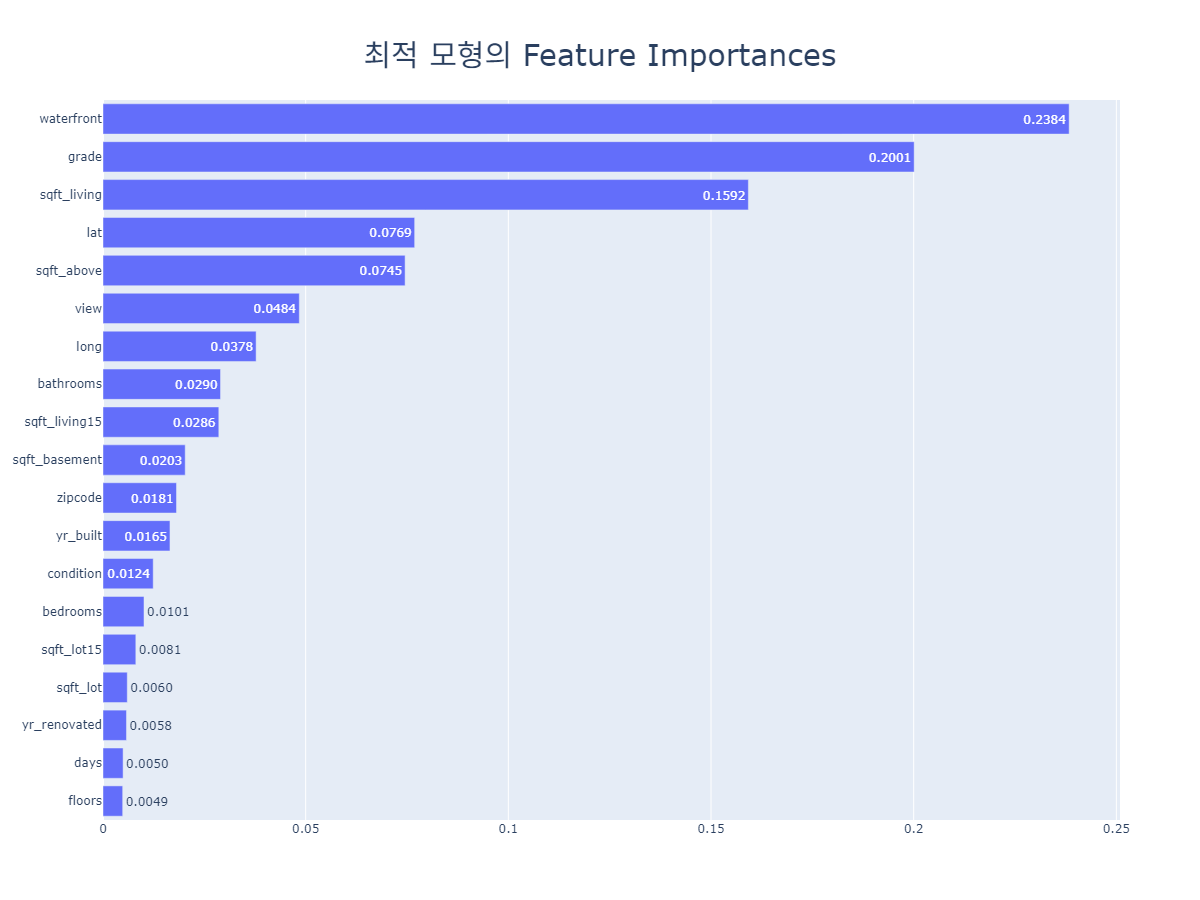 최적 모형의 Feature Importances
waterfront 0.2384
grade 0.2001
sqft_living 0.1592
lat 0.0769
sqft_above 0.0745
view 0.0484
long 0.0378
bathrooms 0.0290
sqft_living15 0.0286
sqft_basement 0.0203
zipcode 0.0181
yr_built 0.0165
condition 0.0124
bedrooms 0.0101
sqft_lot15 0.0081
sqft_lot 0.0060
yr_renovated 0.0058
days 0.0050
floors 0.0049
0 0.05 0.1 0.15 0.2 0.25